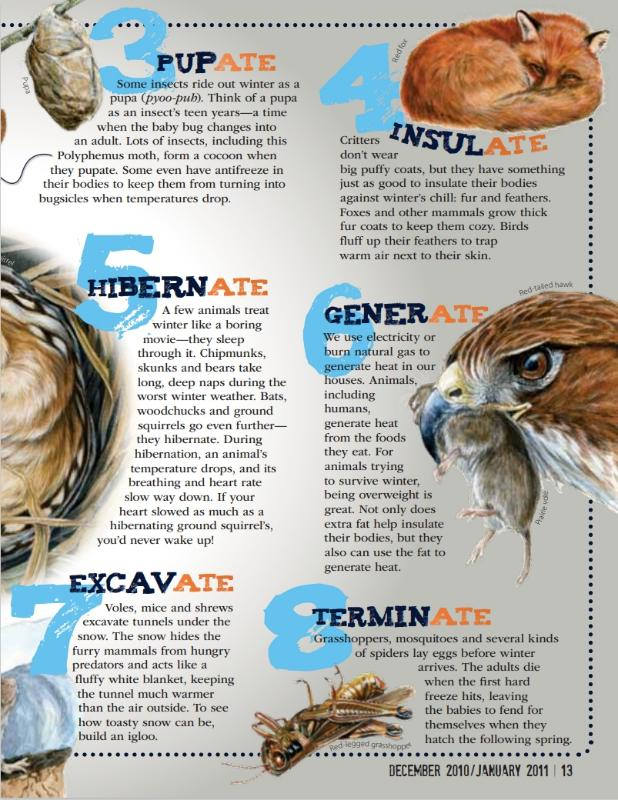 3
PUPATE
Pupa
Some insects ride out winter as a
pupa (pyoo-puh). Think of a pupa
as an insect's teen years—a time
when the baby bug changes into
an adult. Lots of insects, including this
Polyphemus moth, form a cocoon when
they pupate. Some even have antifreeze in
their bodies to keep them from turning into
bugsicles when temperatures drop.
4
Red fox
INSULATE
Critters
don't wear
big puffy coats, but they have something
just as good to insulate their bodies
against winter's chill: fur and feathers.
Foxes and other mammals grow thick
fur coats to keep them cozy. Birds
fluff up their feathers to trap
warm air next to their skin.
5
HIBERNATE
A few animals treat
winter like a boring
movie—they sleep
through it. Chipmunks,
skunks and bears take
long, deep naps during the
worst winter weather. Bats,
woodchucks and ground
squirrels go even further—
they hibernate. During
hibernation, an animal's
temperature drops, and its
breathing and heart rate
slow way down. If your
heart slowed as much as a
hibernating ground squirrel's,
you'd never wake up!
6
GENERATE
Red-tailed hawk
We use electricity or
burn natural gas to
generate heat in our
houses. Animals,
including
humans,
generate heat
from the foods
they eat. For
animals trying
to survive winter,
being overweight is
great. Not only does
extra fat help insulate
their bodies, but they
also can use the fat to
generate heat.
Prairie vole
7
EXCAVATE
Voles, mice and shrews
excavate tunnels under the
snow. The snow hides the
furry mammals from hungry
predators and acts like a
fluffy white blanket, keeping
the tunnel much warmer
than the air outside. To see
how toasty snow can be,
build an igloo.
8
TERMINATE
Grasshoppers, mosquitoes and several kinds
of spiders lay eggs before winter
arrives. The adults die
when the first hard
freeze hits, leaving
the babies to fend for
themselves when they
hatch the following spring.
Red-legged grasshopper
DECEMBER 2010/JANUARY 2011 | 13